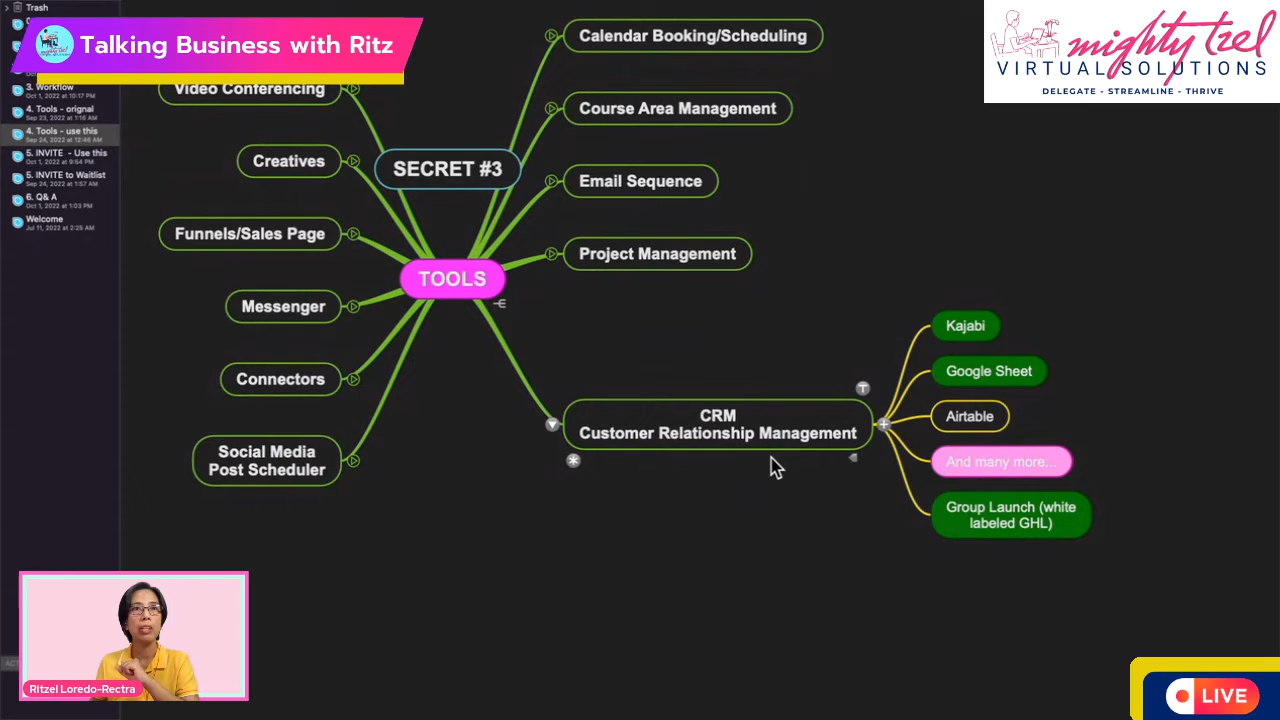 Trash
Talking Business with Ritz
3. Workflow
Oct 1, 2022 at 10:17 PM
4. Tools - orignal
Sep 23, 2022 at 1:16 AM
4. Tools - use this
Sep 24, 2022 at 12:46 AM
5. INVITE - Use this
Oct 1, 2022 at 9:54 PM
5. INVITE to Waitlist
Sep 24, 2022 at 1:57 AM
6. Q& A
Oct 1, 2022 at 1:03 PM
Welcome
Jul 11, 2022 at 2:25 AM
mighty tzel
VIRTUAL SOLUTIONS
DELEGATE - STREAMLINE - THRIVE
Video Conferencing
Creatives
Funnels/Sales Page
Messenger
Connectors
Social Media
Post Scheduler
SECRET #3
TOOLS
Calendar Booking/Scheduling
Course Area Management
Email Sequence
Project Management
CRM
Customer Relationship Management
Kajabi
Google Sheet
Airtable
And many more...
Group Launch (white
labeled GHL)
Ritzel Loredo-Rectra
LIVE